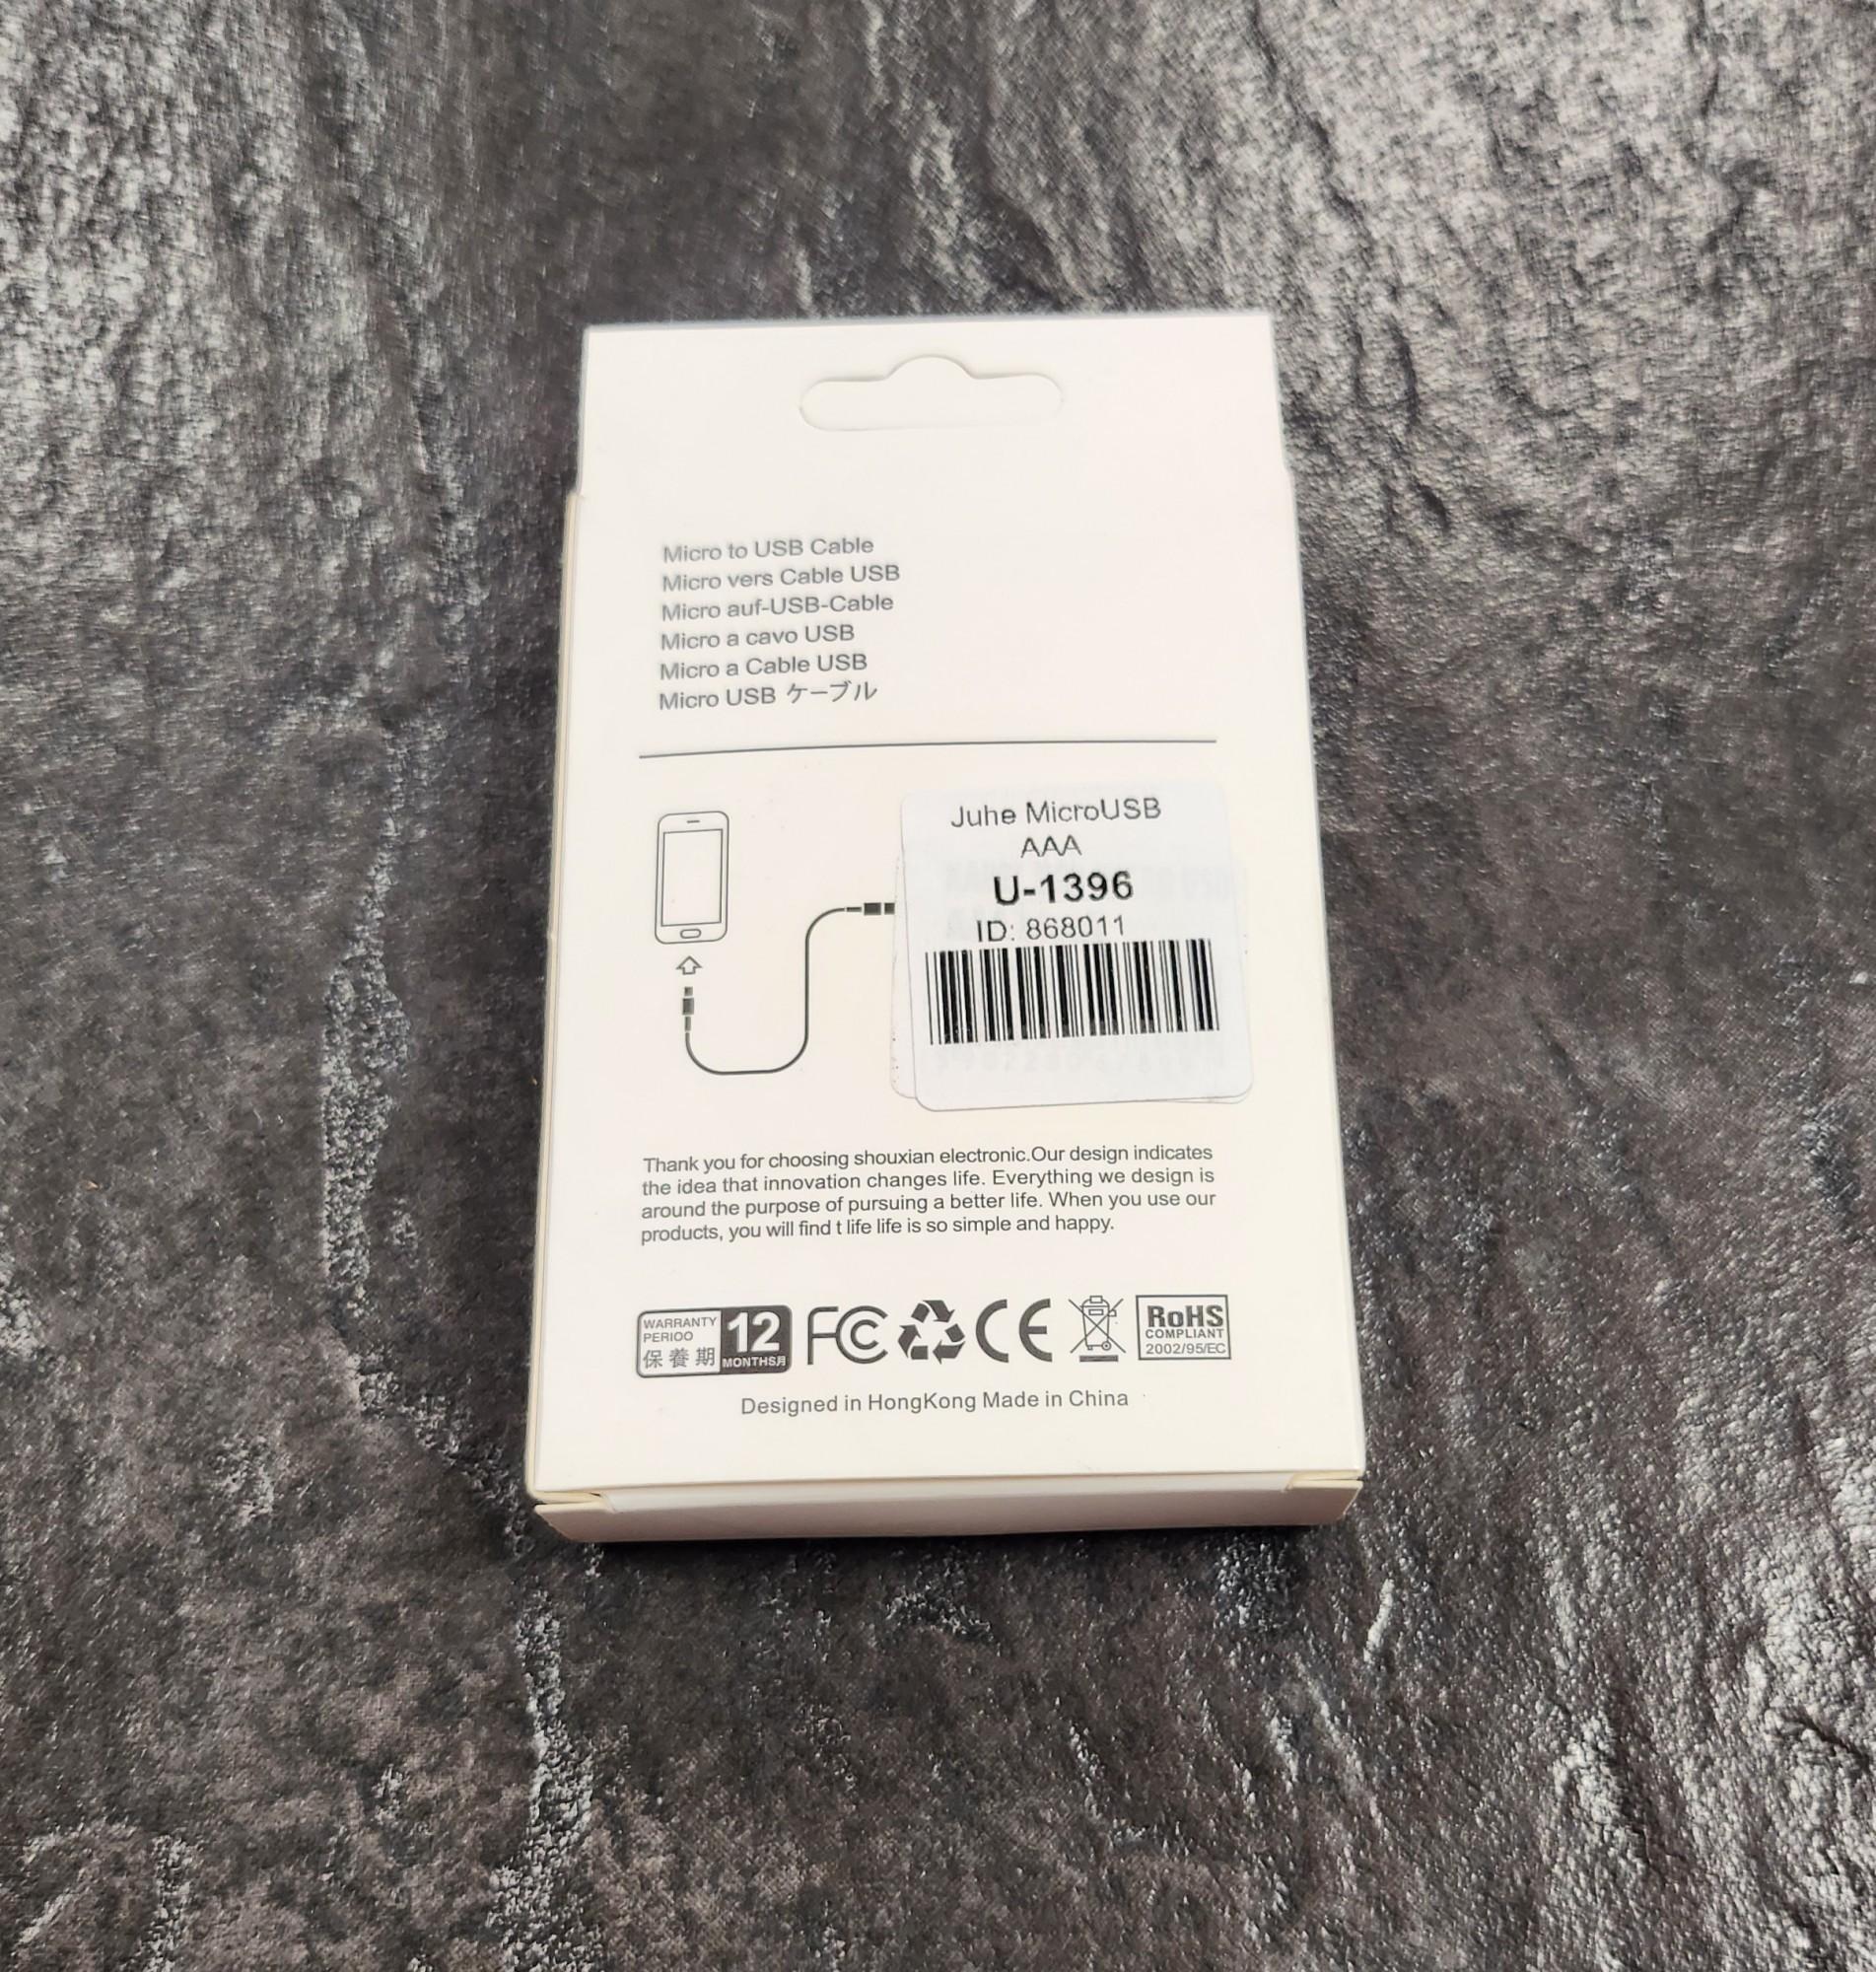 Micro to USB Cable
Micro vers Cable USB
Micro auf-USB-Cable
Micro a cavo USB
Micro a Cable USB
Micro USB ケーブル
Juhe MicroUSB
AAA
U-1396
ID: 868011
Thank you for choosing shouxian electronic.Our design indicates
the idea that innovation changes life. Everything we design is
around the purpose of pursuing a better life. When you use our
products, you will find t life life is so simple and happy.
WARRANTY
PERIOO
保養期
12
MONTHS月
FC
CE
RoHS
COMPLIANT
2002/95/EC
Designed in HongKong Made in China